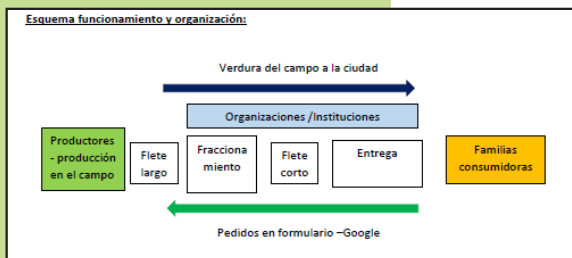 Esquema funcionamiento y organización:
Verdura del campo a la ciudad
Organizaciones /Instituciones
Productores
- producción
en el campo
Flete
largo
Fracciona
miento
Flete
corto
Entrega
Familias
consumidoras
Pedidos en formulario –Google